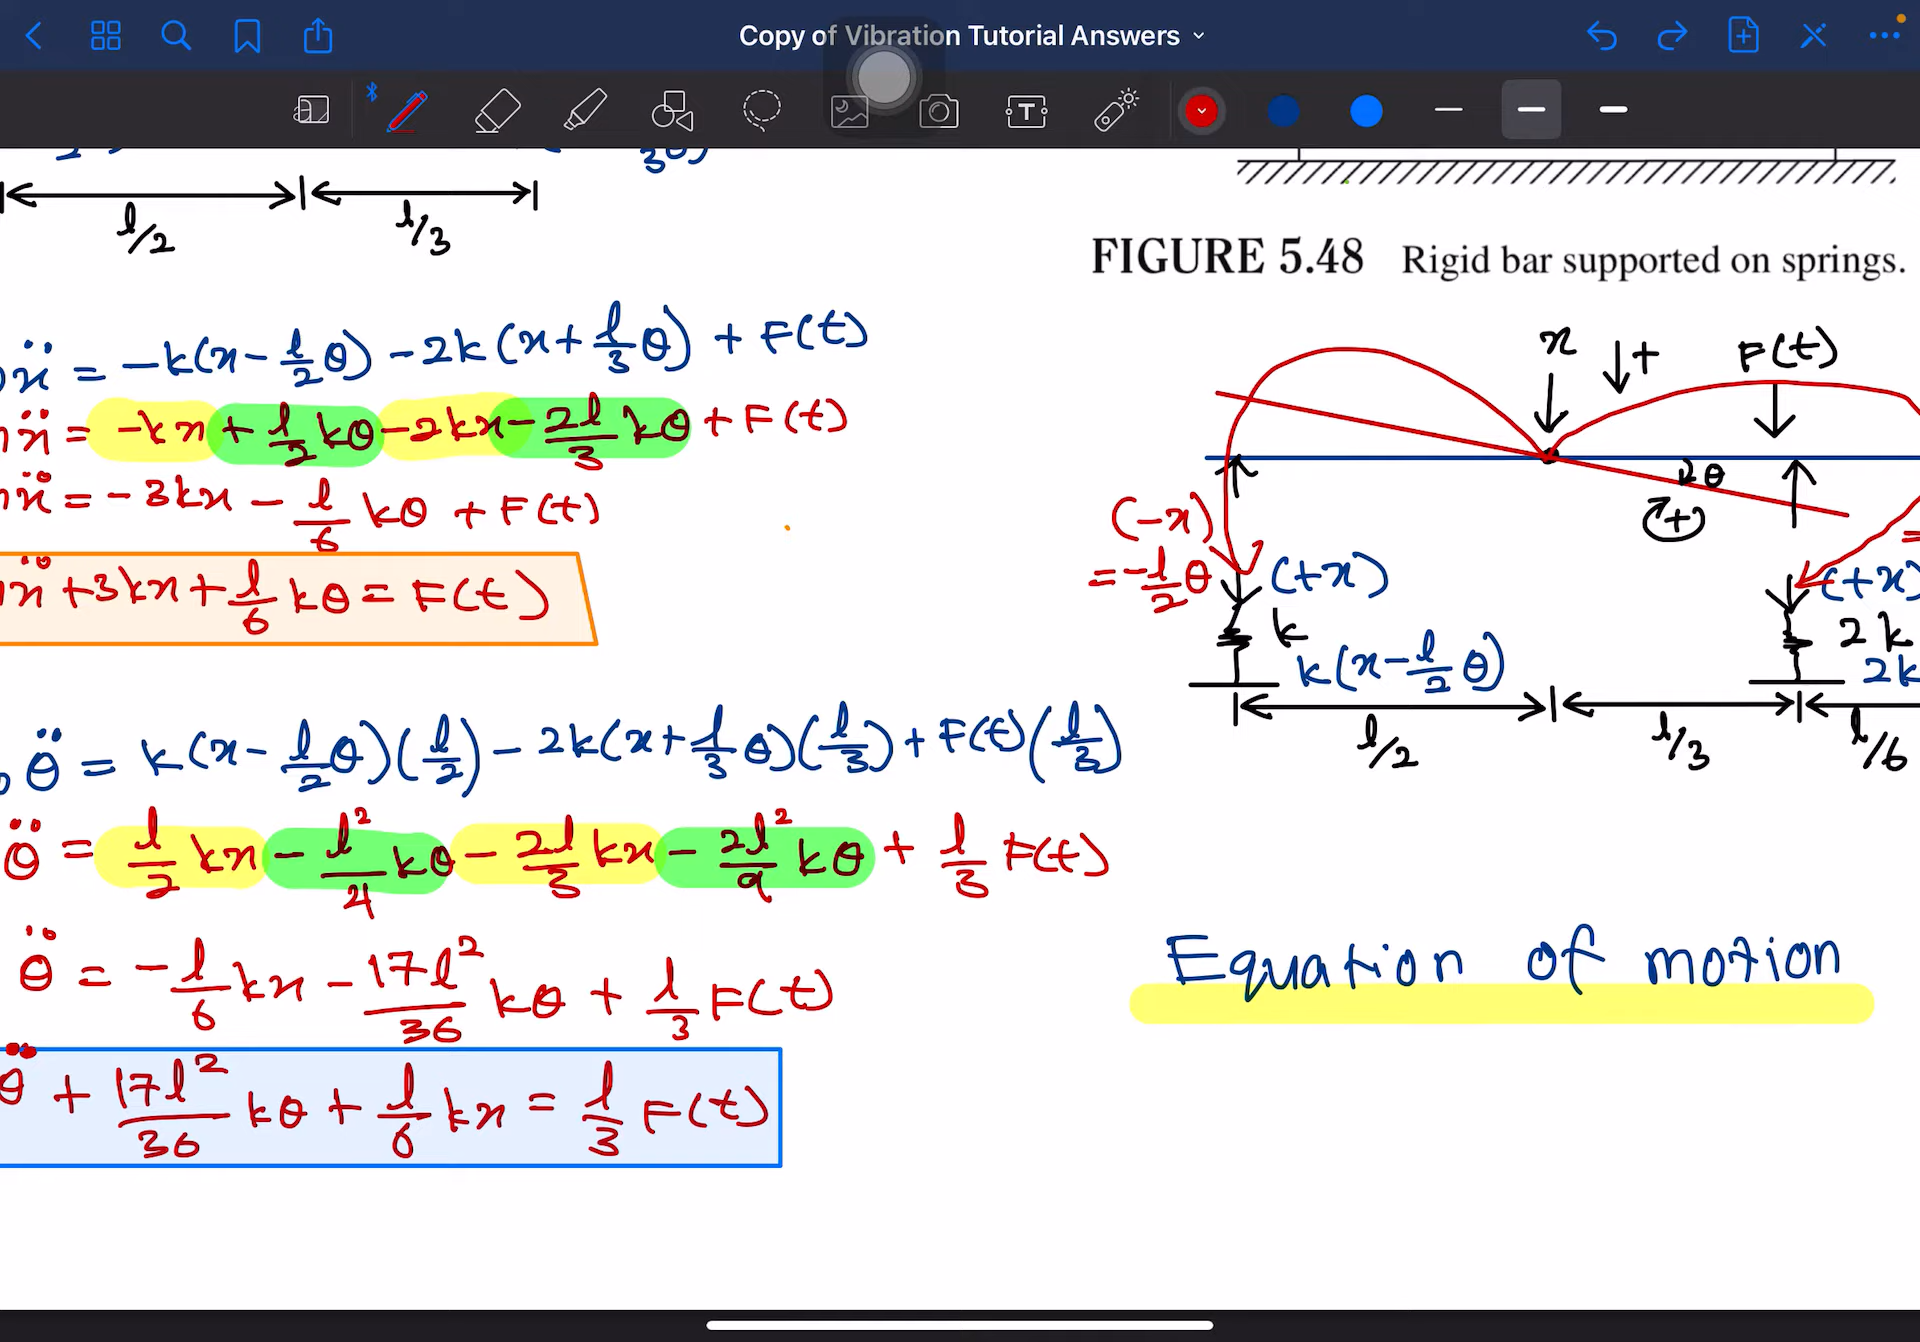 Copy of Vibration Tutorial Answers
l/2 l/3
ẍ = -k(x - l/2 θ) - 2k(x + l/3 θ) + F(t)
ẍ = -kx + l/2 kθ - 2kx - 2l/3 kθ + F(t)
ẍ = -3kx - l/6 kθ + F(t)
ẍ + 3kx + l/6 kθ = F(t)
θ̈ = k(x - l/2 θ)(l/2) - 2k(x + l/3 θ)(l/3) + F(t)(l/3)
θ̈ = l/2 kx - l²/4 kθ - 2l/3 kx - 2l²/9 kθ + l/3 F(t)
θ̈ = -l/6 kx - 17l²/36 kθ + l/3 F(t)
θ̈ + 17l²/36 kθ + l/6 kx = l/3 F(t)
FIGURE 5.48 Rigid bar supported on springs.
x + F(t)
θ
(+)
(-x)
= -l/2 θ
(+x) (+x)
k 2k
k(x - l/2 θ) 2k
l/2 l/3 l/6
Equation of motion